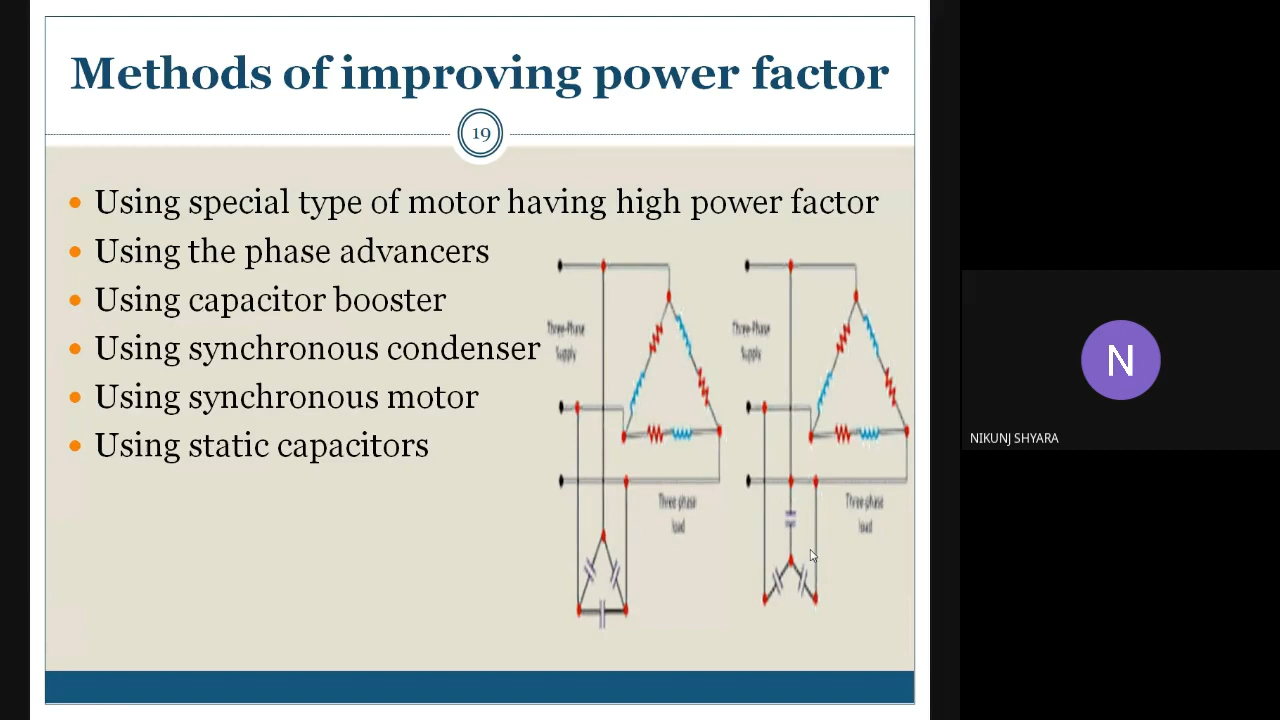 Methods of improving power factor
19
Using special type of motor having high power factor
Using the phase advancers
Using capacitor booster
Using synchronous condenser
Using synchronous motor
Using static capacitors
Three-Phase
Supply
Three-phase
load
Three-Phase
Supply
Three-phase
load
N
NIKUNJ SHYARA